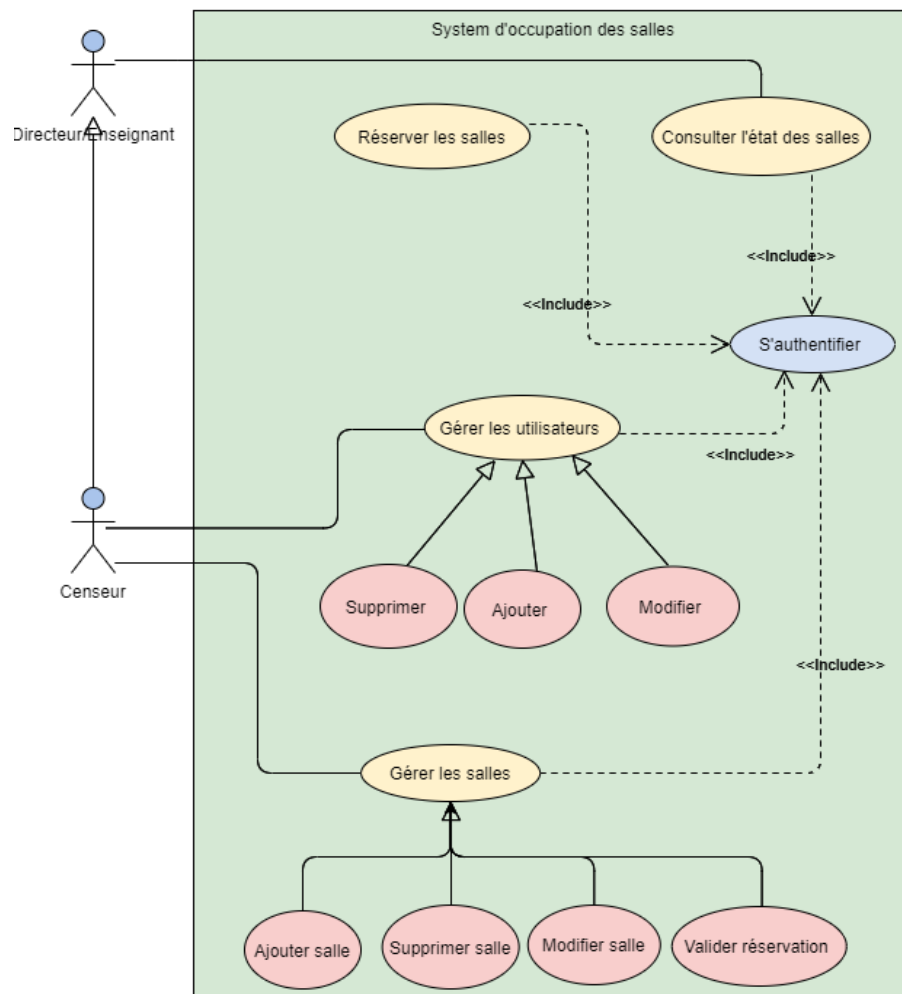 System d'occupation des salles
Directeur/Enseignant
Réserver les salles
Consulter l'état des salles
<<Include>>
<<Include>>
S'authentifier
Gérer les utilisateurs
<<Include>>
Censeur
Supprimer
Ajouter
Modifier
<<Include>>
Gérer les salles
Ajouter salle
Supprimer salle
Modifier salle
Valider réservation